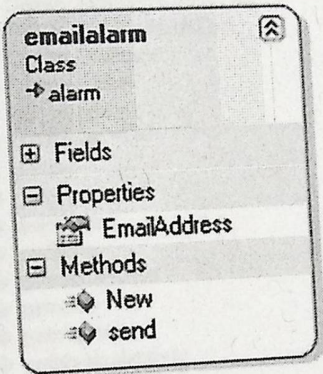 emailalarm
Class
alarm
Fields
Properties
EmailAddress
Methods
New
send